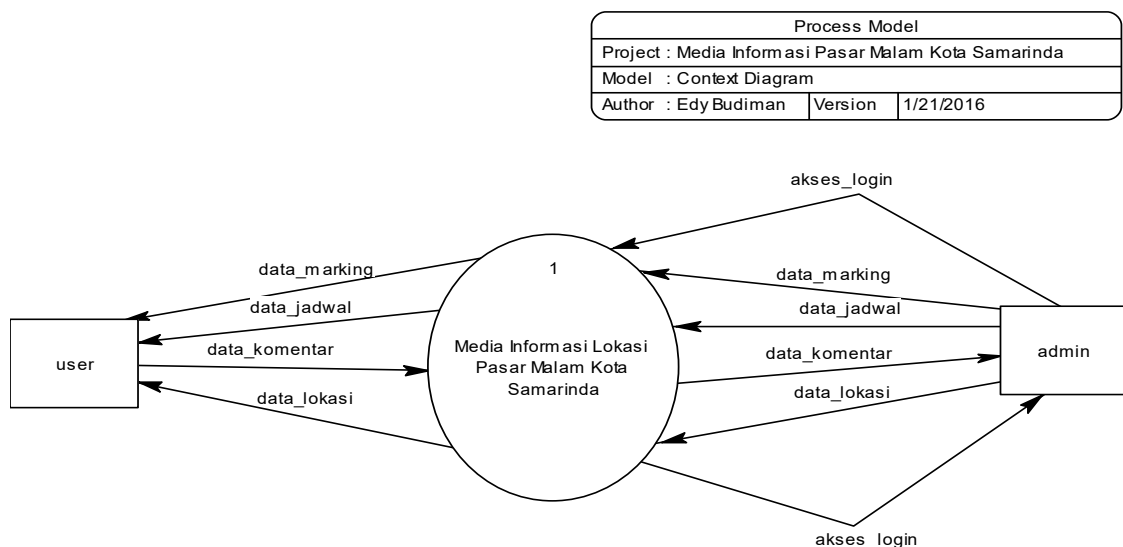 Process Model
Project : Media Informasi Pasar Malam Kota Samarinda
Model : Context Diagram
Author : Edy Budiman Version 1/21/2016
akses_login
1
data_marking
data_marking
data_jadwal
data_jadwal
data_komentar
data_komentar
user
Media Informasi Lokasi
Pasar Malam Kota
Samarinda
admin
data_lokasi
data_lokasi
akses_login